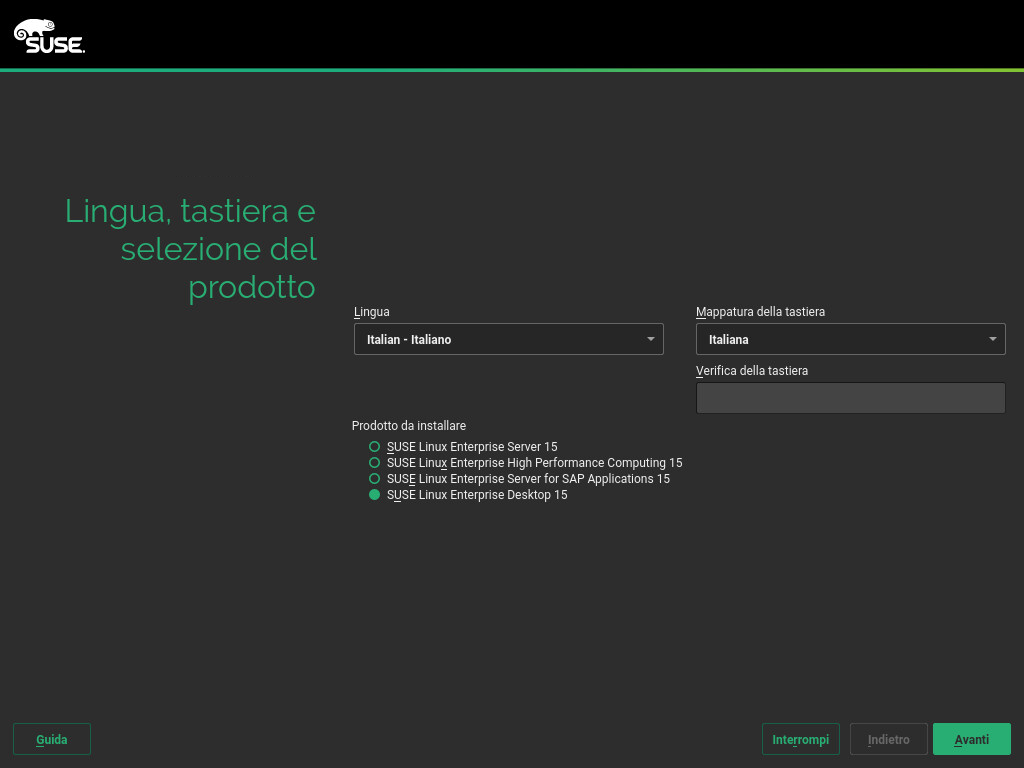 SUSE
Lingua, tastiera e
selezione del
prodotto
Lingua
Mappatura della tastiera
Italian - Italiano
Italiana
Verifica della tastiera
Prodotto da installare
SUSE Linux Enterprise Server 15
SUSE Linux Enterprise High Performance Computing 15
SUSE Linux Enterprise Server for SAP Applications 15
SUSE Linux Enterprise Desktop 15
Guida
Interrompi
Indietro
Avanti